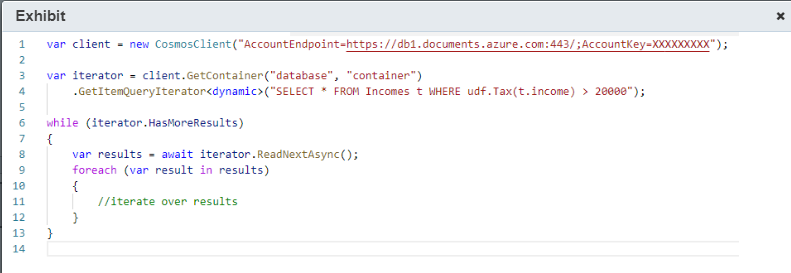 Exhibit ×
1 var client = new CosmosClient("AccountEndpoint=https://db1.documents.azure.com:443/;AccountKey=XXXXXXXXX");
2
3 var iterator = client.GetContainer("database", "container")
4 .GetItemQueryIterator<dynamic>("SELECT * FROM Incomes t WHERE udf.Tax(t.income) > 20000");
5
6 while (iterator.HasMoreResults)
7 {
8 var results = await iterator.ReadNextAsync();
9 foreach (var result in results)
10 {
11 //iterate over results
12 }
13 }
14